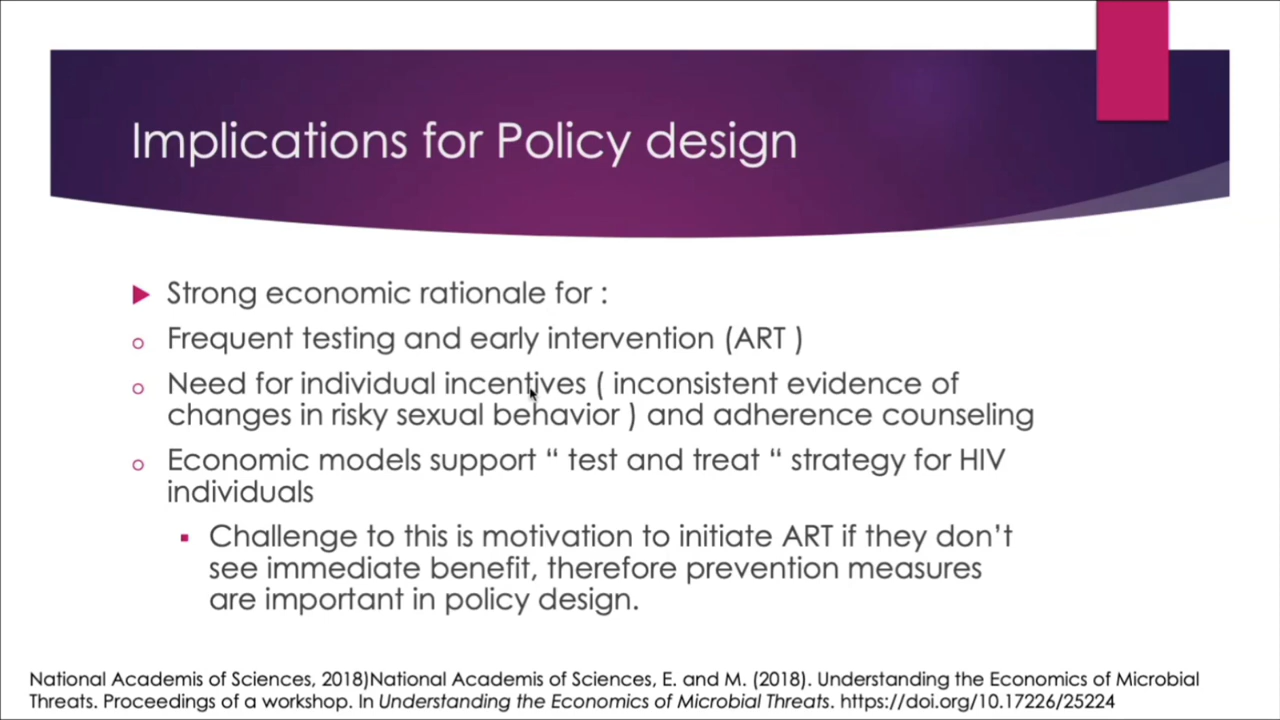 Implications for Policy design
Strong economic rationale for :
Frequent testing and early intervention (ART )
Need for individual incentives ( inconsistent evidence of
changes in risky sexual behavior ) and adherence counseling
Economic models support “ test and treat “ strategy for HIV
individuals
Challenge to this is motivation to initiate ART if they don’t
see immediate benefit, therefore prevention measures
are important in policy design.
National Academis of Sciences, 2018)National Academis of Sciences, E. and M. (2018). Understanding the Economics of Microbial
Threats. Proceedings of a workshop. In Understanding the Economics of Microbial Threats. https://doi.org/10.17226/25224